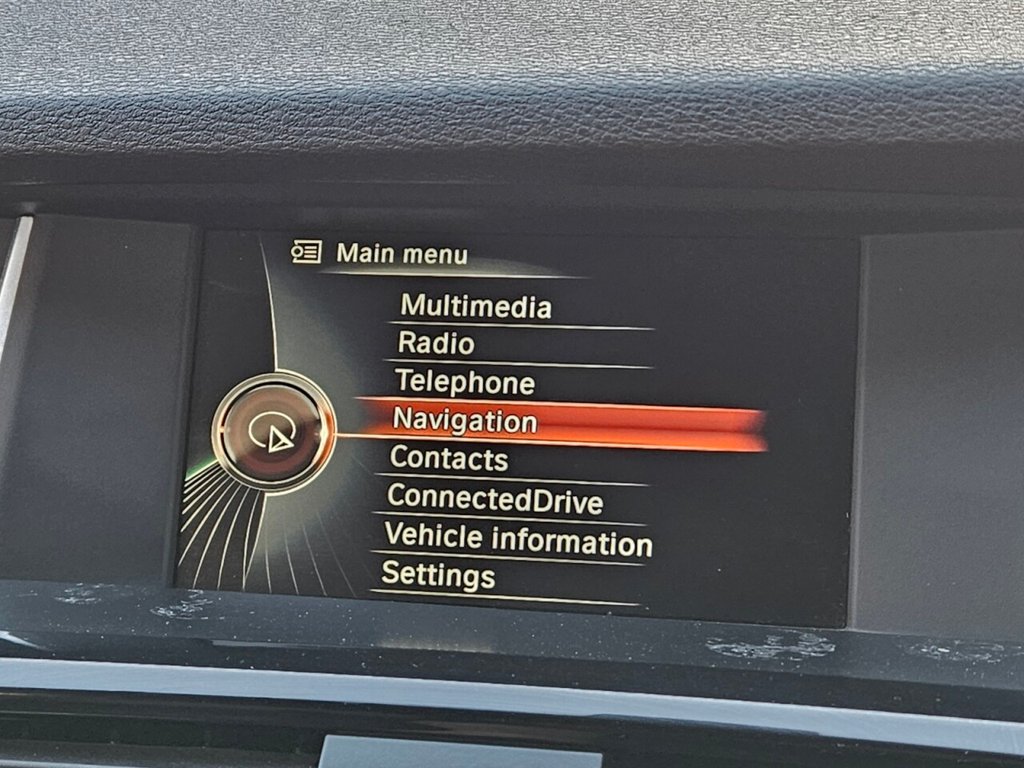 Main menu
Multimedia
Radio
Telephone
Navigation
Contacts
ConnectedDrive
Vehicle information
Settings